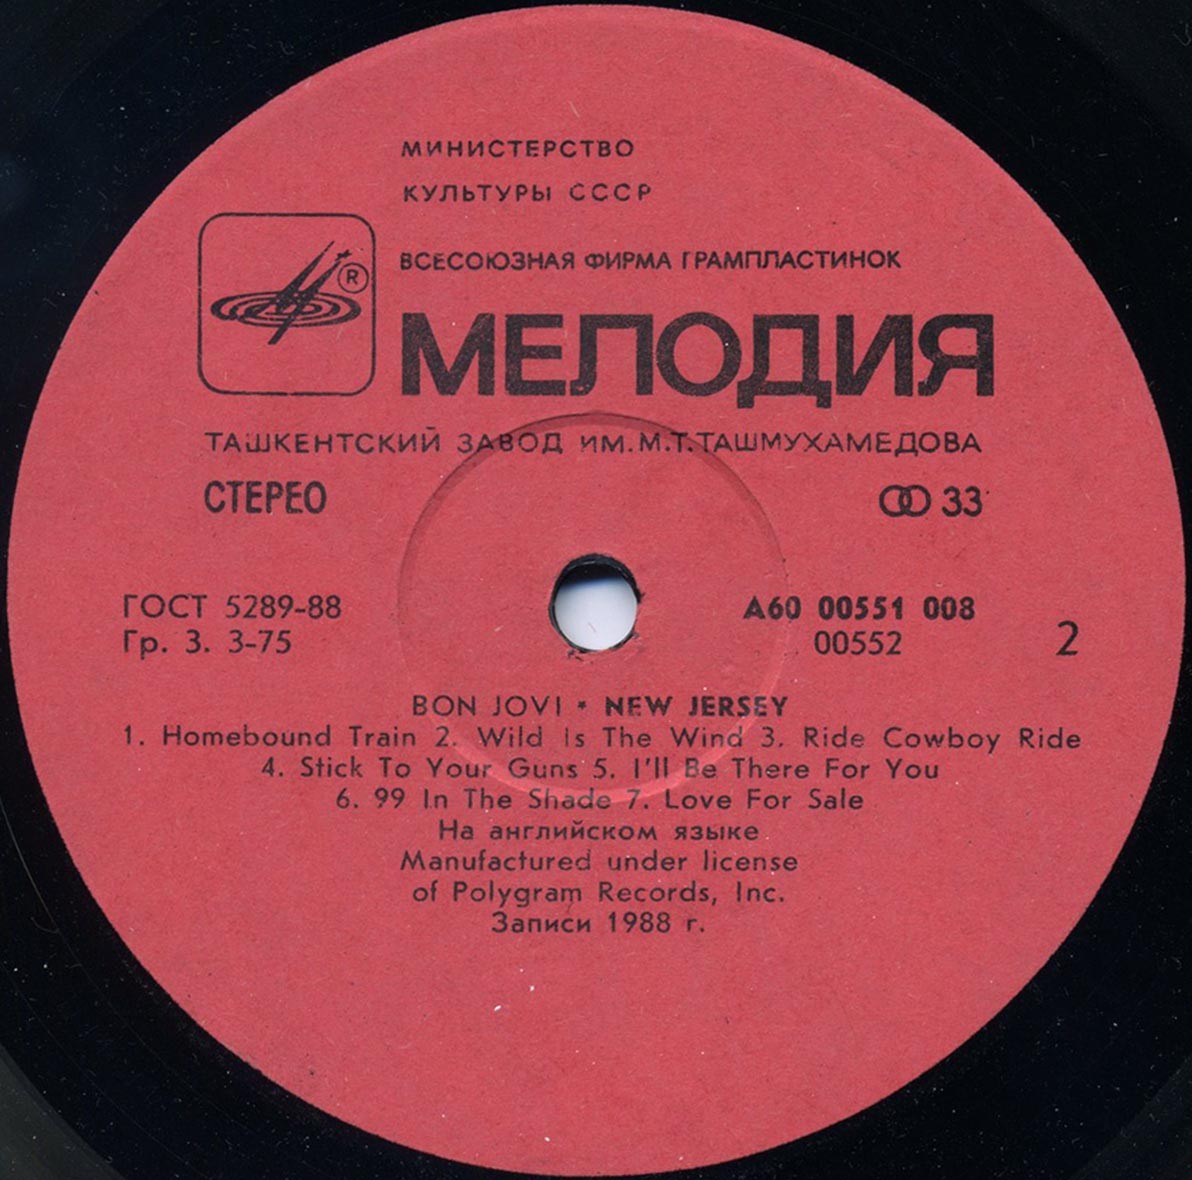 МИНИСТЕРСТВО
КУЛЬТУРЫ СССР
ВСЕСОЮЗНАЯ ФИРМА ГРАМПЛАСТИНОК
®
МЕЛОДИЯ
ТАШКЕНТСКИЙ ЗАВОД ИМ. М.Т. ТАШМУХАМЕДОВА
СТЕРЕО 33
ГОСТ 5289-88 А60 00551 008
Гр. 3. 3-75 00552 2
BON JOVI * NEW JERSEY
1. Homebound Train 2. Wild Is The Wind 3. Ride Cowboy Ride
4. Stick To Your Guns 5. I'll Be There For You
6. 99 In The Shade 7. Love For Sale
На английском языке
Manufactured under license
of Polygram Records, Inc.
Записи 1988 г.